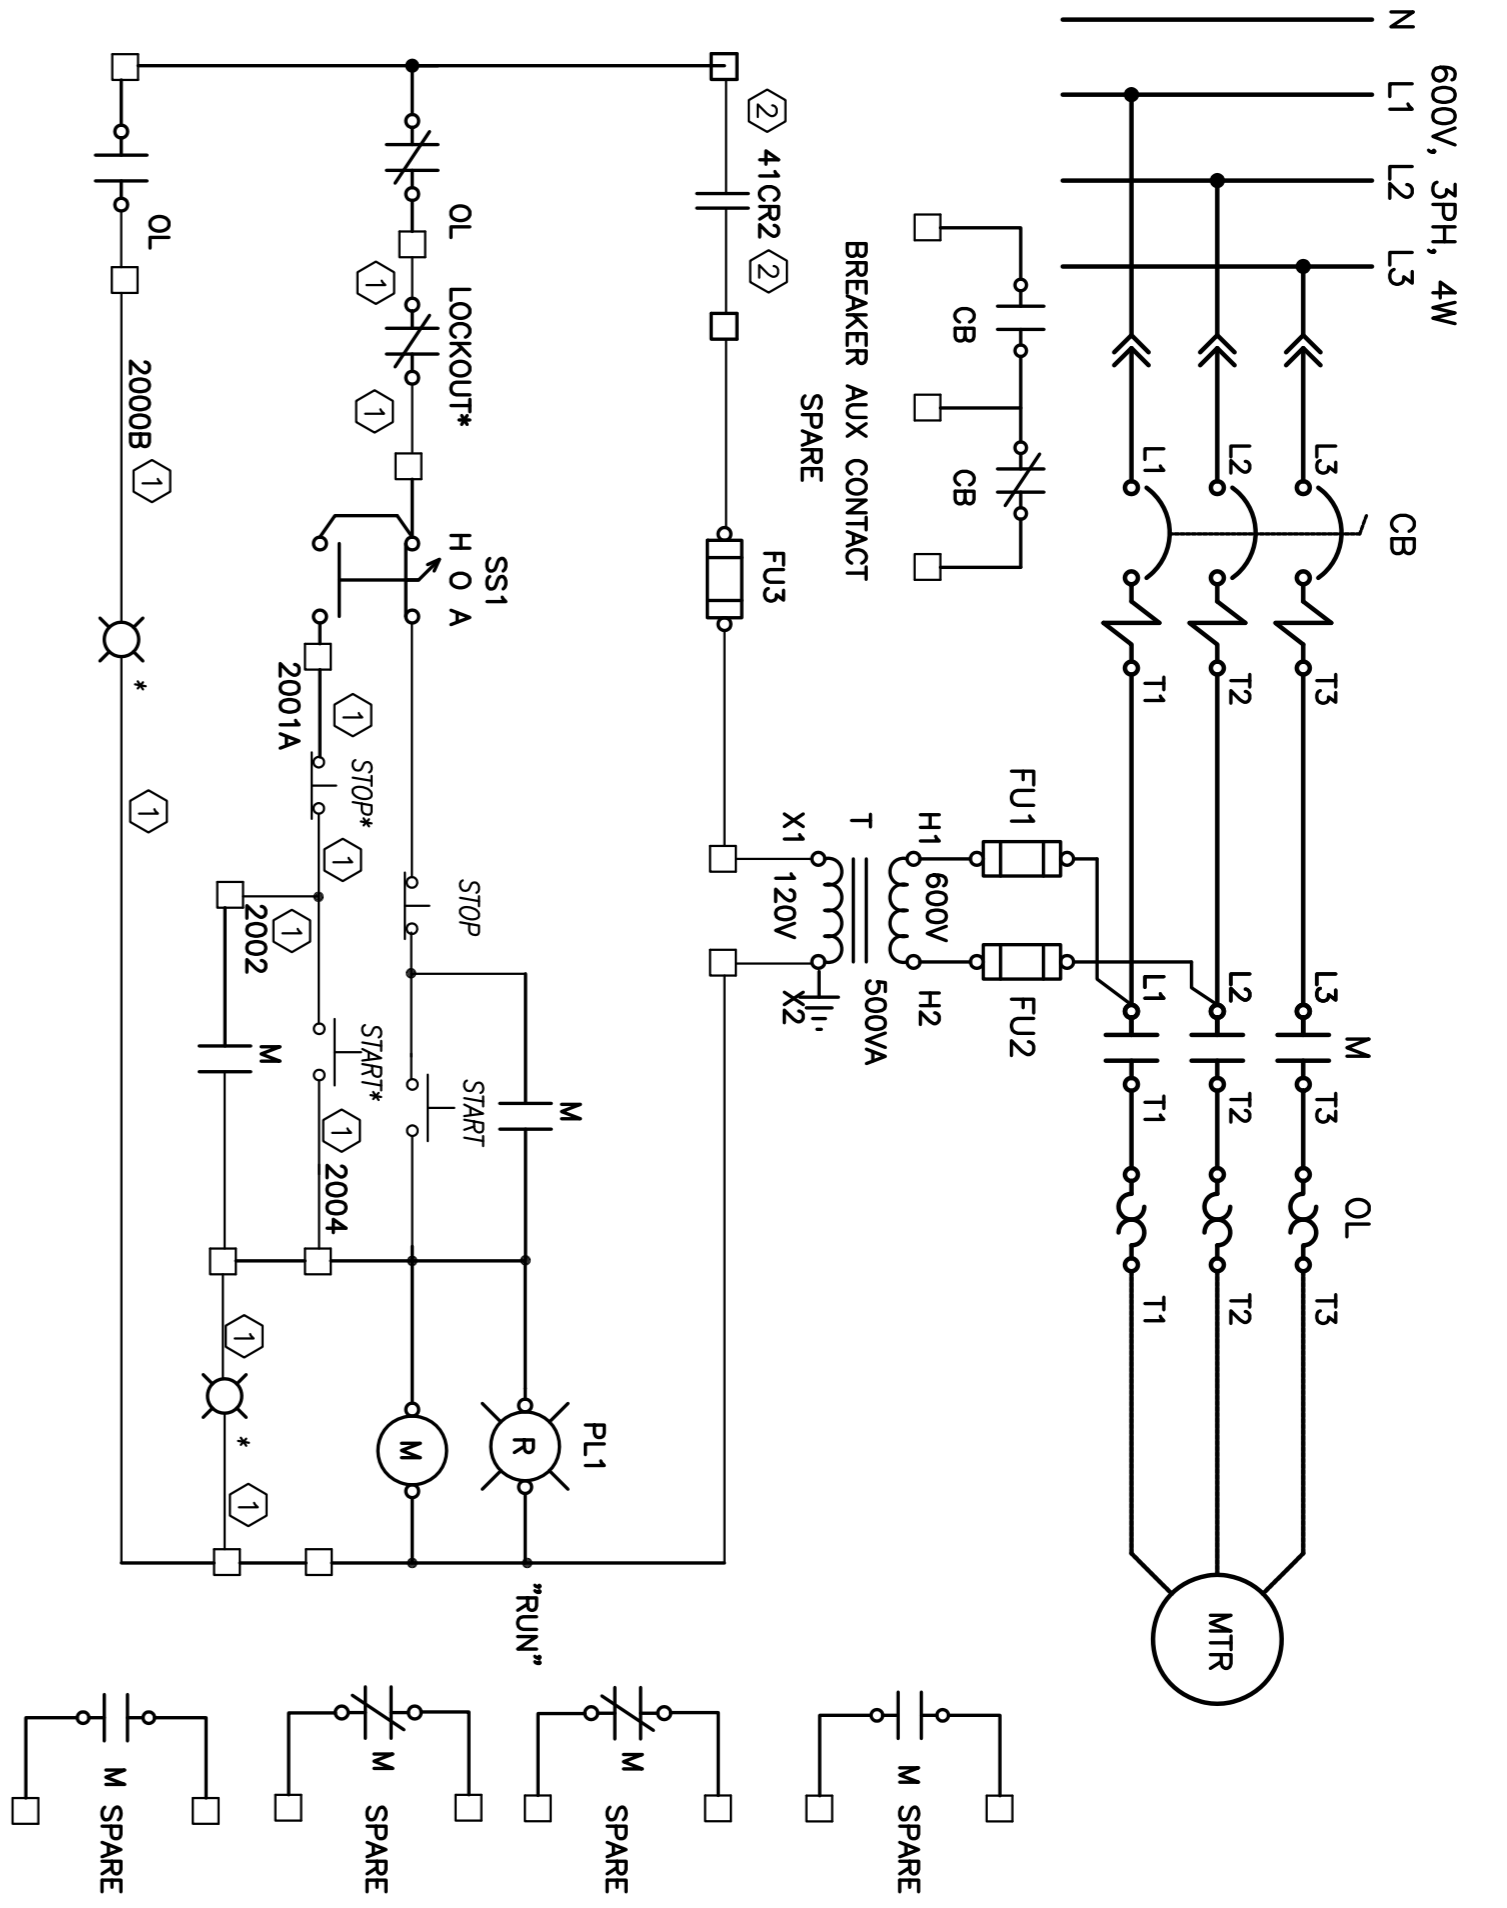 600V, 3PH, 4W
N
L1
L2
L3
CB
L3 T3 L3 M T3 OL T3
L2 T2 L2 T2 T2
L1 T1 L1 T1 T1
MTR
FU1 FU2
CB CB
H1 600V H2
BREAKER AUX CONTACT
SPARE
T 500VA
X1 120V X2
2 41CR2 2
FU3
PL1
M
R
"RUN"
SS1
H O A
OL LOCKOUT*
1 1
STOP START
M
STOP* START*
1 1 1
2001A
2004
2002 1
M
1 * 1
OL
2000B 1
* 1
M SPARE
M SPARE
M SPARE
M SPARE